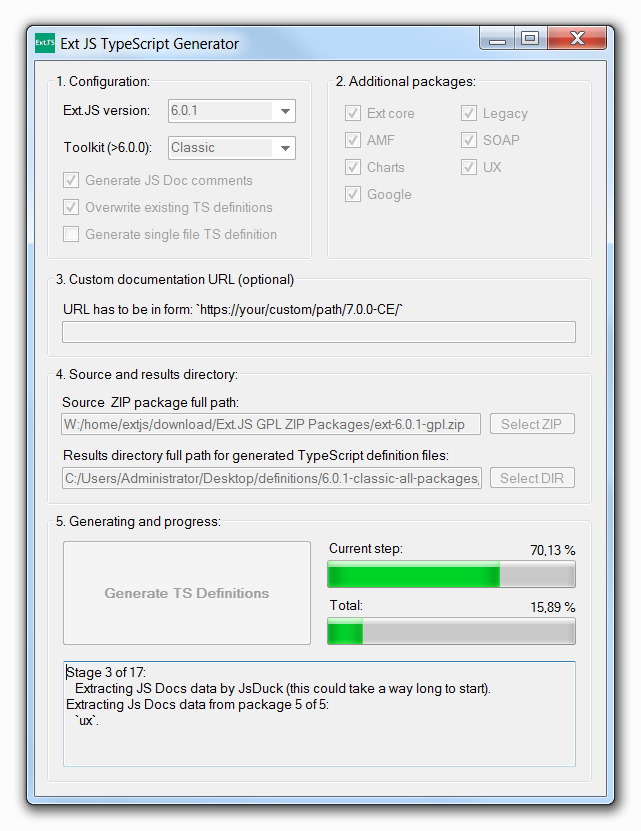 Ext.TS Ext JS TypeScript Generator
1. Configuration:
Ext.JS version: 6.0.1
Toolkit (>6.0.0): Classic
Generate JS Doc comments
Overwrite existing TS definitions
Generate single file TS definition
2. Additional packages:
Ext core Legacy
AMF SOAP
Charts UX
Google
3. Custom documentation URL (optional)
URL has to be in form: `https://your/custom/path/7.0.0-CE/`
4. Source and results directory:
Source ZIP package full path:
W:/home/extjs/download/Ext.JS GPL ZIP Packages/ext-6.0.1-gpl.zip Select ZIP
Results directory full path for generated TypeScript definition files:
C:/Users/Administrator/Desktop/definitions/6.0.1-classic-all-packages Select DIR
5. Generating and progress:
Generate TS Definitions
Current step: 70,13 %
Total: 15,89 %
Stage 3 of 17:
Extracting JS Docs data by JsDuck (this could take a way long to start).
Extracting Js Docs data from package 5 of 5:
`ux`.